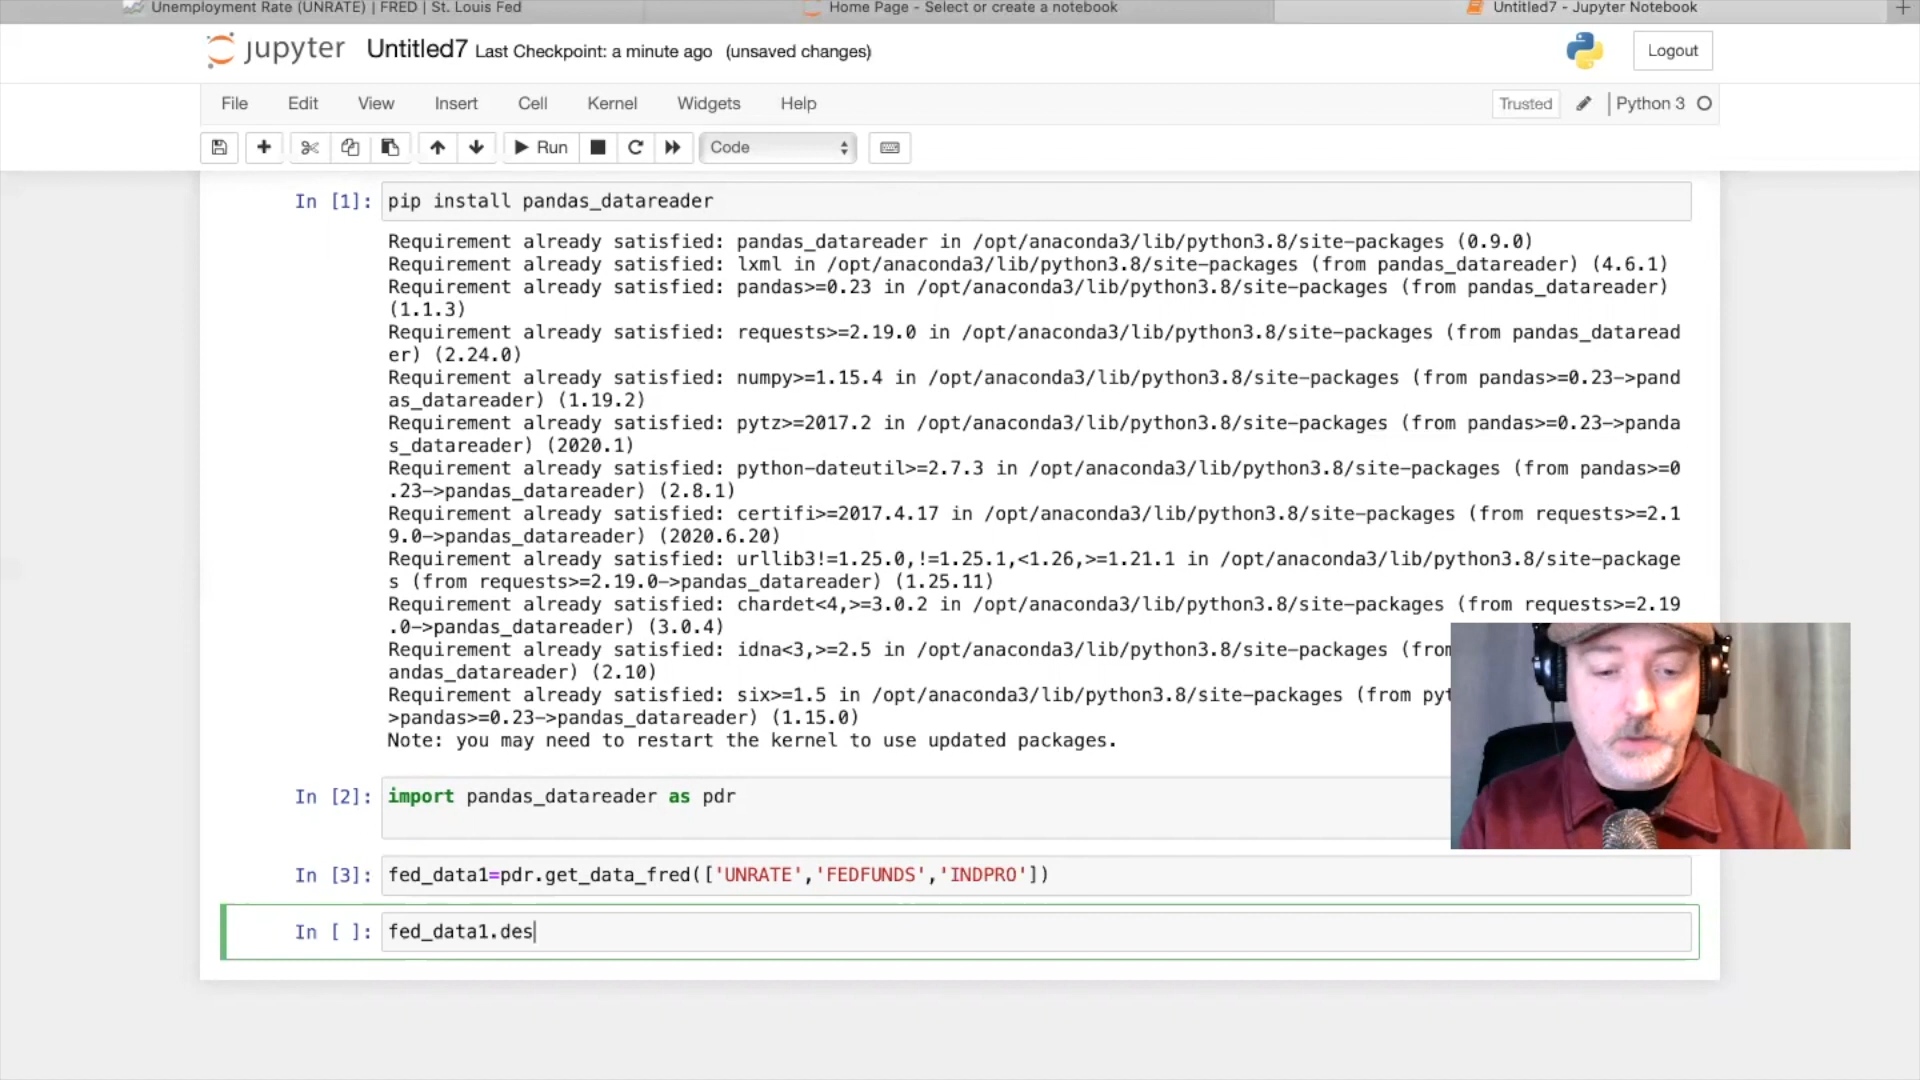 Unemployment Rate (UNRATE) | FRED | St. Louis Fed
Home Page - Select or create a notebook
Untitled7 - Jupyter Notebook
jupyter Untitled7 Last Checkpoint: a minute ago (unsaved changes)
Logout
File Edit View Insert Cell Kernel Widgets Help
Trusted Python 3
Run Code
In [1]: pip install pandas_datareader
Requirement already satisfied: pandas_datareader in /opt/anaconda3/lib/python3.8/site-packages (0.9.0)
Requirement already satisfied: lxml in /opt/anaconda3/lib/python3.8/site-packages (from pandas_datareader) (4.6.1)
Requirement already satisfied: pandas>=0.23 in /opt/anaconda3/lib/python3.8/site-packages (from pandas_datareader)
(1.1.3)
Requirement already satisfied: requests>=2.19.0 in /opt/anaconda3/lib/python3.8/site-packages (from pandas_dataread
er) (2.24.0)
Requirement already satisfied: numpy>=1.15.4 in /opt/anaconda3/lib/python3.8/site-packages (from pandas>=0.23->pand
as_datareader) (1.19.2)
Requirement already satisfied: pytz>=2017.2 in /opt/anaconda3/lib/python3.8/site-packages (from pandas>=0.23->panda
s_datareader) (2020.1)
Requirement already satisfied: python-dateutil>=2.7.3 in /opt/anaconda3/lib/python3.8/site-packages (from pandas>=0
.23->pandas_datareader) (2.8.1)
Requirement already satisfied: certifi>=2017.4.17 in /opt/anaconda3/lib/python3.8/site-packages (from requests>=2.1
9.0->pandas_datareader) (2020.6.20)
Requirement already satisfied: urllib3!=1.25.0,!=1.25.1,<1.26,>=1.21.1 in /opt/anaconda3/lib/python3.8/site-package
s (from requests>=2.19.0->pandas_datareader) (1.25.11)
Requirement already satisfied: chardet<4,>=3.0.2 in /opt/anaconda3/lib/python3.8/site-packages (from requests>=2.19
.0->pandas_datareader) (3.0.4)
Requirement already satisfied: idna<3,>=2.5 in /opt/anaconda3/lib/python3.8/site-packages (from
andas_datareader) (2.10)
Requirement already satisfied: six>=1.5 in /opt/anaconda3/lib/python3.8/site-packages (from pyt
>pandas>=0.23->pandas_datareader) (1.15.0)
Note: you may need to restart the kernel to use updated packages.
In [2]: import pandas_datareader as pdr
In [3]: fed_data1=pdr.get_data_fred(['UNRATE','FEDFUNDS','INDPRO'])
In [ ]: fed_data1.des